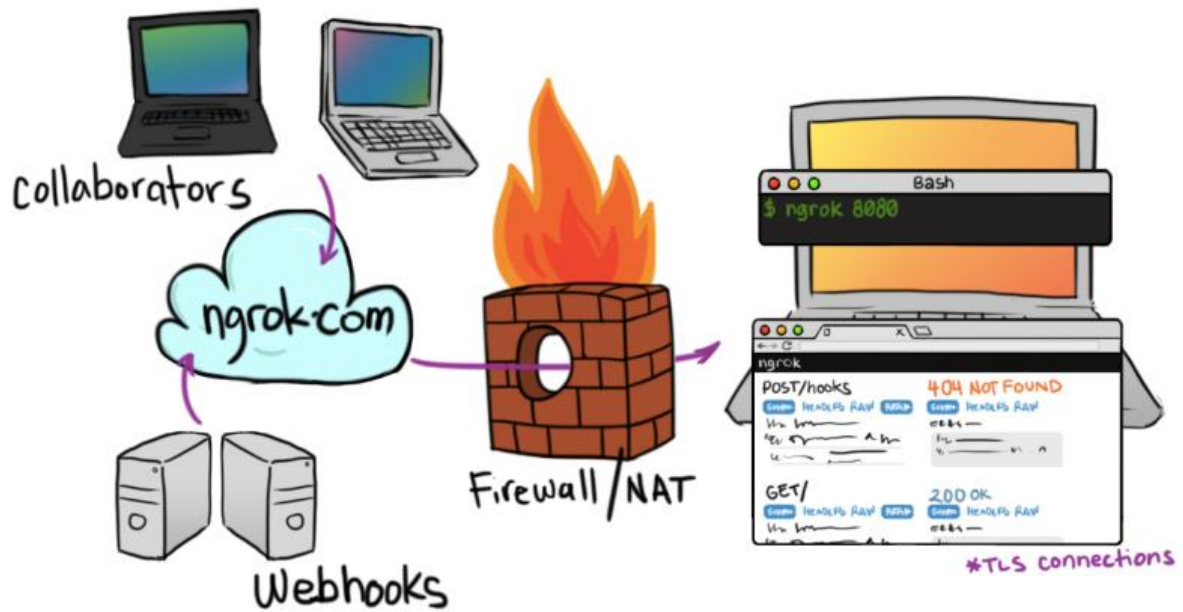 collaborators
ngrok.com
Webhooks
Firewall/NAT
Bash
$ ngrok 8080
ngrok
POST/hooks
404 NOT FOUND
HEADERS RAW
HEADERS RAW
GET/
200 OK
HEADERS RAW
HEADERS RAW
*TLS connections